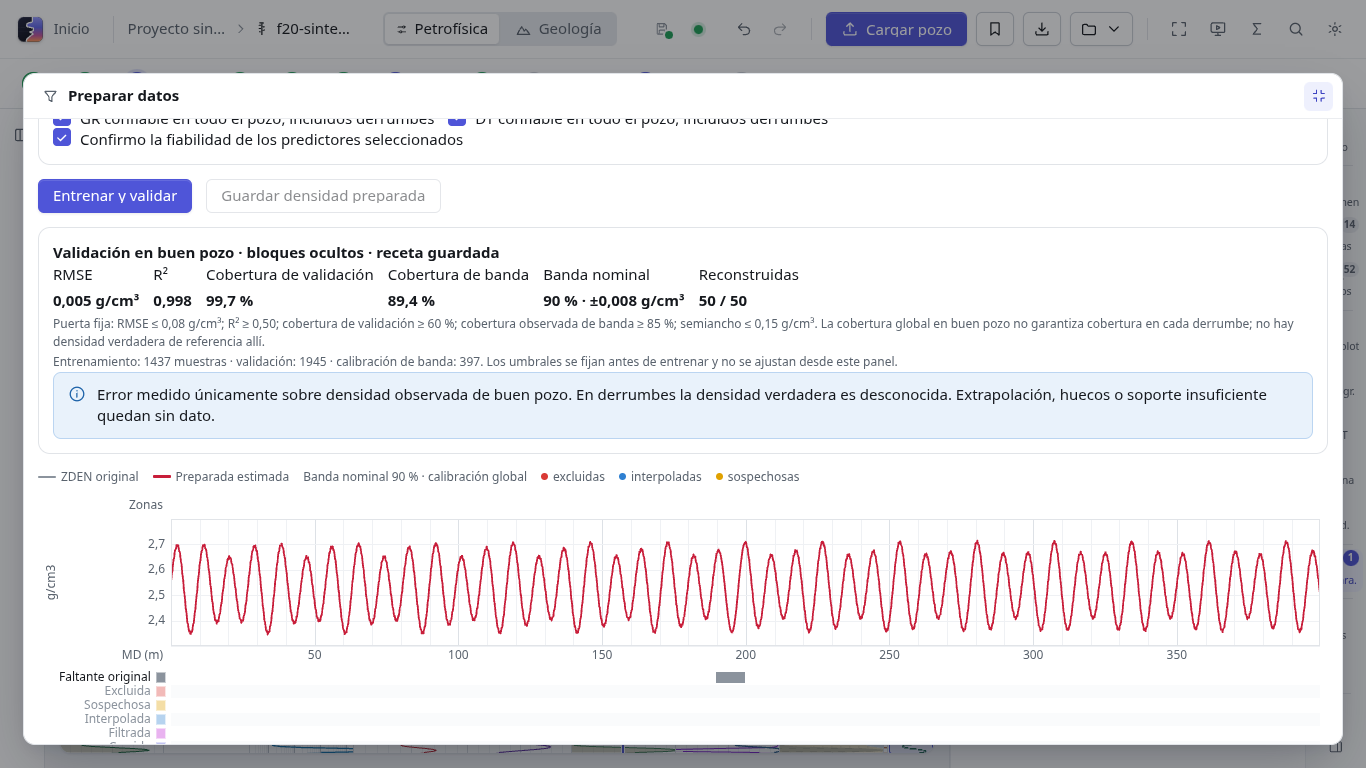 Inicio
Proyecto sin...
f20-sinte...
Petrofísica
Geología
Cargar pozo
Preparar datos
GR confiable en todo el pozo, incluidos derrumbes
DT confiable en todo el pozo, incluidos derrumbes
Confirmo la fiabilidad de los predictores seleccionados
Entrenar y validar
Guardar densidad preparada
Validación en buen pozo · bloques ocultos · receta guardada
RMSE R² Cobertura de validación Cobertura de banda Banda nominal Reconstruidas
0,005 g/cm³ 0,998 99,7 % 89,4 % 90 % · ±0,008 g/cm³ 50 / 50
Puerta fija: RMSE ≤ 0,08 g/cm³; R² ≥ 0,50; cobertura de validación ≥ 60 %; cobertura observada de banda ≥ 85 %; semiancho ≤ 0,15 g/cm³. La cobertura global en buen pozo no garantiza cobertura en cada derrumbe; no hay
densidad verdadera de referencia allí.
Entrenamiento: 1437 muestras · validación: 1945 · calibración de banda: 397. Los umbrales se fijan antes de entrenar y no se ajustan desde este panel.
Error medido únicamente sobre densidad observada de buen pozo. En derrumbes la densidad verdadera es desconocida. Extrapolación, huecos o soporte insuficiente
quedan sin dato.
ZDEN original Preparada estimada Banda nominal 90 % · calibración global excluidas interpoladas sospechosas
Zonas
2,7
2,6
2,5
2,4
g/cm3
MD (m) 50 100 150 200 250 300 350
Faltante original
Excluida
Sospechosa
Interpolada
Filtrada
14
52
1